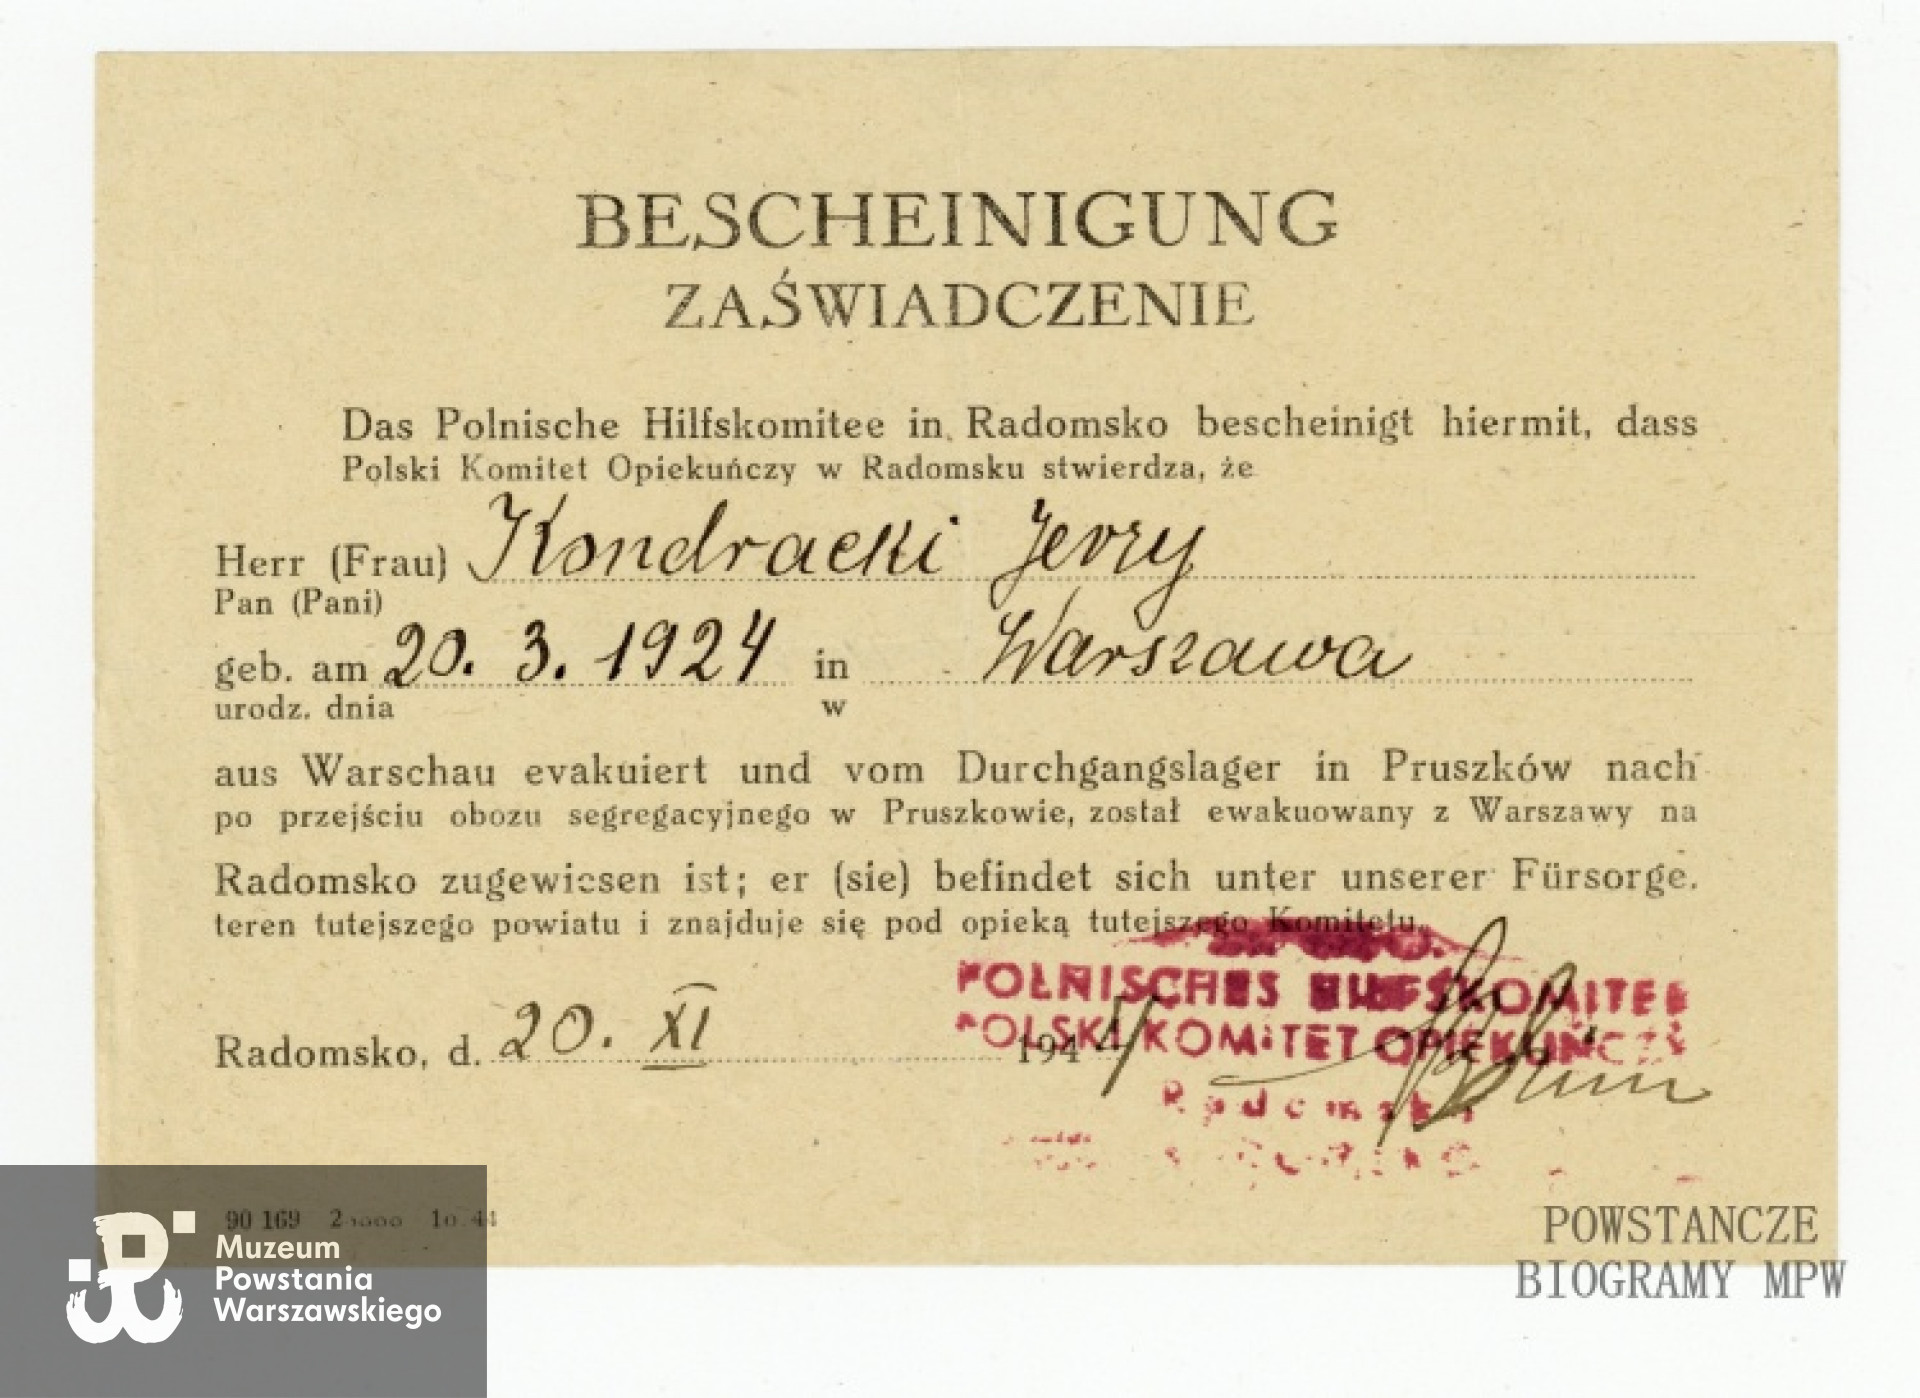 BESCHEINIGUNG
ZAŚWIADCZENIE
Das Polnische Hilfskomitee in Radomsko bescheinigt hiermit, dass
Polski Komitet Opiekuńczy w Radomsku stwierdza, że
Herr (Frau) Kondracki Jerzy
Pan (Pani)
geb. am 20. 3. 1924 in Warszawa
urodz. dnia w
aus Warschau evakuiert und vom Durchgangslager in Pruszków nach
po przejściu obozu segregacyjnego w Pruszkowie, został ewakuowany z Warszawy na
Radomsko zugewiesen ist; er (sie) befindet sich unter unserer Fürsorge.
teren tutejszego powiatu i znajduje się pod opieką tutejszego Komitetu.
POLNISCHES HILFSKOMITEE
POLSKI KOMITET OPIEKUŃCZY
Radomsko, d. 20. XI 1944
Radomsko
90 169 10.44
Muzeum
Powstania
Warszawskiego
POWSTANCZE
BIOGRAMY MPW